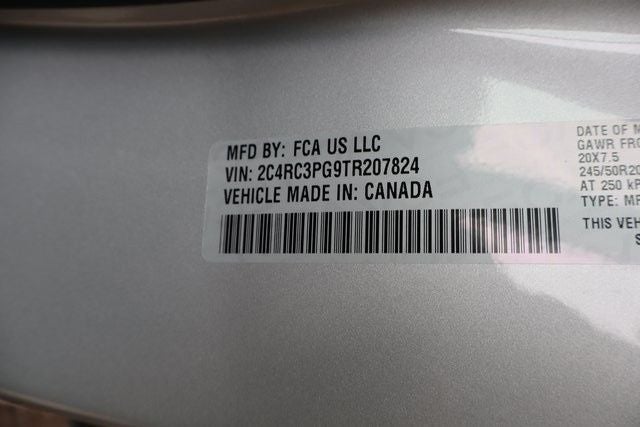 MFD BY: FCA US LLC
VIN: 2C4RC3PG9TR207824
VEHICLE MADE IN: CANADA
DATE OF M
GAWR FRO
20X7.5
245/50R20
AT 250 kP
TYPE: MP
THIS VEH
S